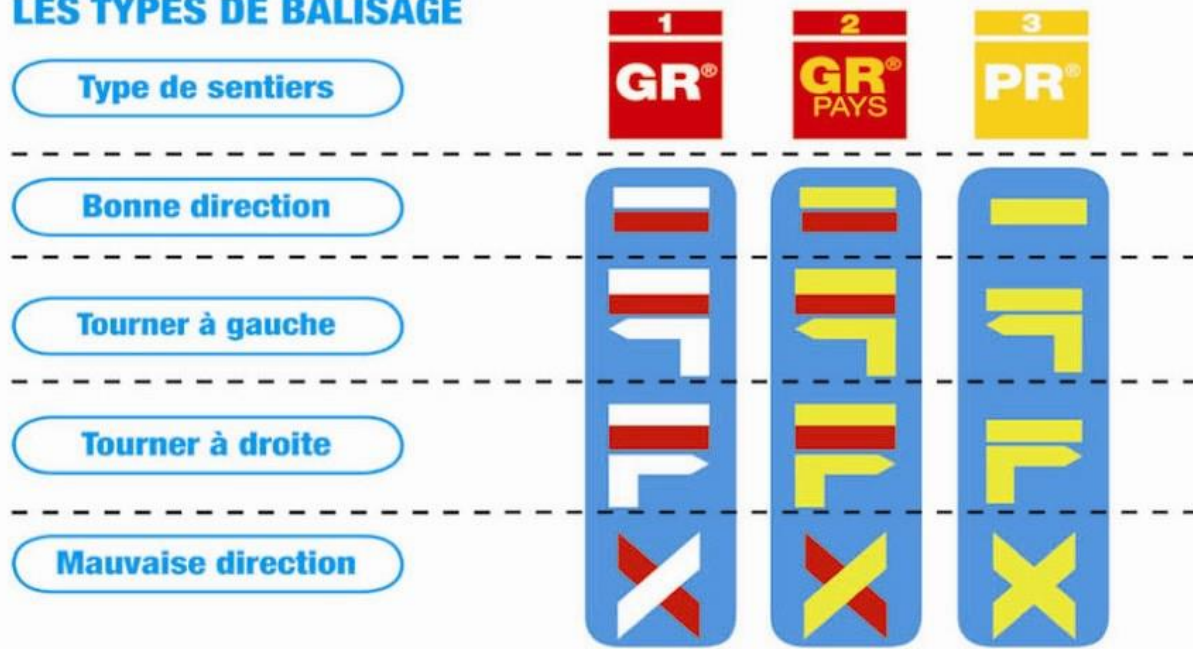 LES TYPES DE BALISAGE
1 2 3
Type de sentiers
GR® GR® PR®
PAYS
Bonne direction
Tourner à gauche
Tourner à droite
Mauvaise direction